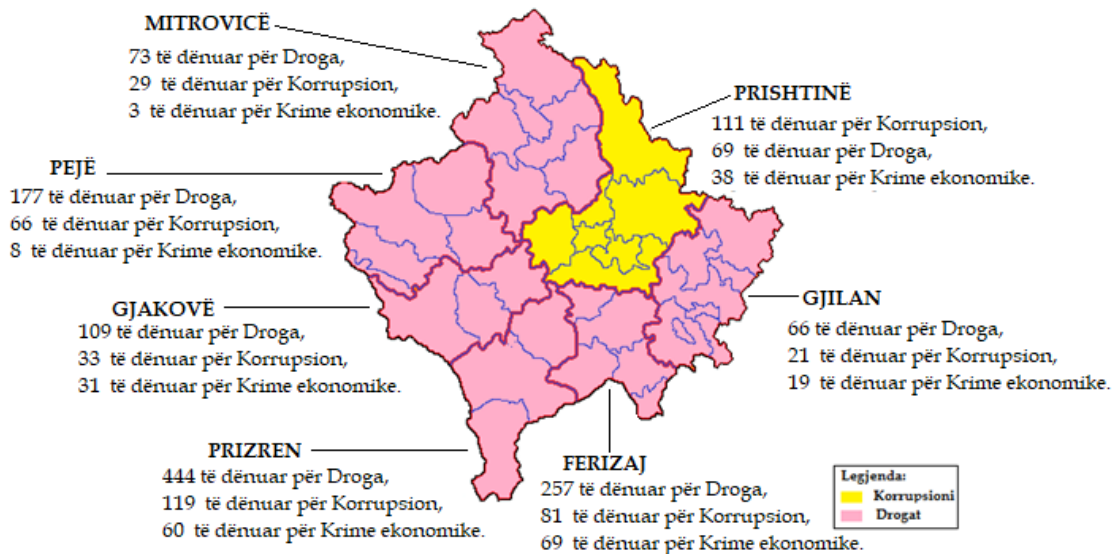 MITROVICË
73 të dënuar për Droga,
29 të dënuar për Korrupsion,
3 të dënuar për Krime ekonomike.
PRISHTINË
111 të dënuar për Korrupsion,
69 të dënuar për Droga,
38 të dënuar për Krime ekonomike.
PEJË
177 të dënuar për Droga,
66 të dënuar për Korrupsion,
8 të dënuar për Krime ekonomike.
GJAKOVË
109 të dënuar për Droga,
33 të dënuar për Korrupsion,
31 të dënuar për Krime ekonomike.
GJILAN
66 të dënuar për Droga,
21 të dënuar për Korrupsion,
19 të dënuar për Krime ekonomike.
PRIZREN
444 të dënuar për Droga,
119 të dënuar për Korrupsion,
60 të dënuar për Krime ekonomike.
FERIZAJ
257 të dënuar për Droga,
81 të dënuar për Korrupsion,
69 të dënuar për Krime ekonomike.
Legjenda:
Korrupsioni
Drogat